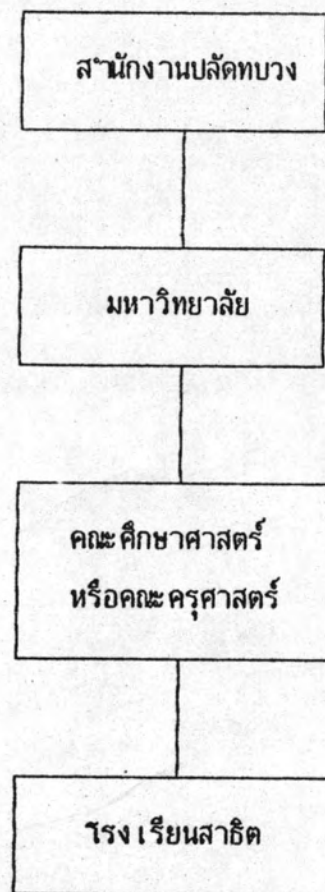 สำนักงานปลัดทบวง
มหาวิทยาลัย
คณะศึกษาศาสตร์
หรือคณะครุศาสตร์
โรงเรียนสาธิต